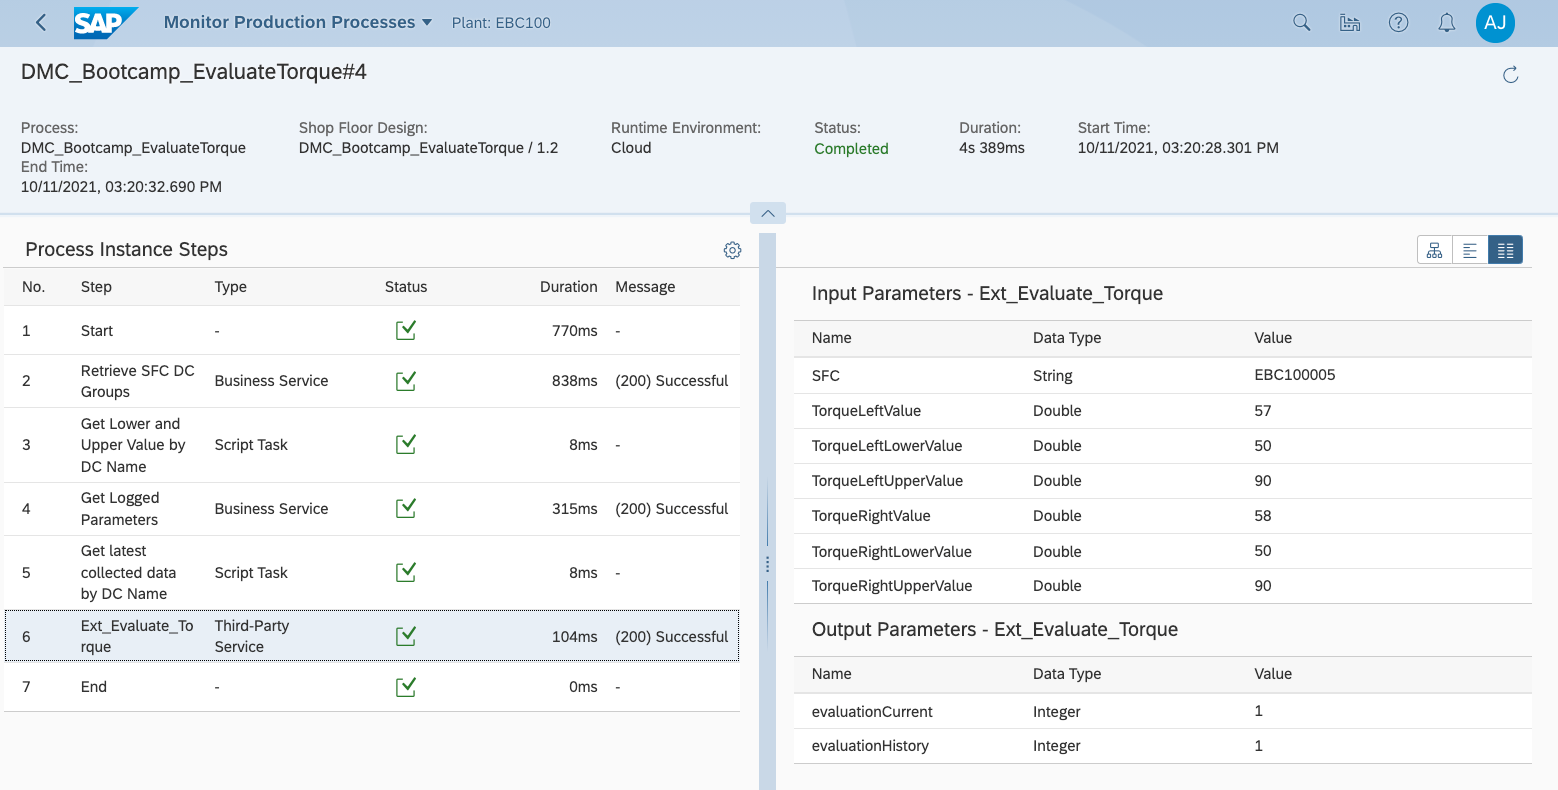 SAP Monitor Production Processes Plant: EBC100 AJ
DMC_Bootcamp_EvaluateTorque#4
Process: Shop Floor Design: Runtime Environment: Status: Duration: Start Time:
DMC_Bootcamp_EvaluateTorque DMC_Bootcamp_EvaluateTorque / 1.2 Cloud Completed 4s 389ms 10/11/2021, 03:20:28.301 PM
End Time:
10/11/2021, 03:20:32.690 PM
Process Instance Steps
No. Step Type Status Duration Message
1 Start - 770ms -
2 Retrieve SFC DC
Groups Business Service 838ms (200) Successful
3 Get Lower and
Upper Value by
DC Name Script Task 8ms -
4 Get Logged
Parameters Business Service 315ms (200) Successful
5 Get latest
collected data
by DC Name Script Task 8ms -
6 Ext_Evaluate_To
rque Third-Party
Service 104ms (200) Successful
7 End - 0ms -
Input Parameters - Ext_Evaluate_Torque
Name Data Type Value
SFC String EBC100005
TorqueLeftValue Double 57
TorqueLeftLowerValue Double 50
TorqueLeftUpperValue Double 90
TorqueRightValue Double 58
TorqueRightLowerValue Double 50
TorqueRightUpperValue Double 90
Output Parameters - Ext_Evaluate_Torque
Name Data Type Value
evaluationCurrent Integer 1
evaluationHistory Integer 1